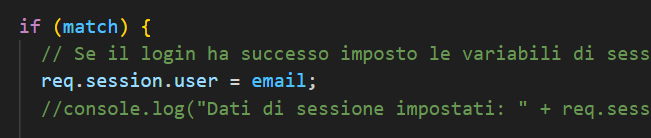 if (match) {
// Se il login ha successo imposto le variabili di sess
req.session.user = email;
//console.log("Dati di sessione impostati: " + req.sess